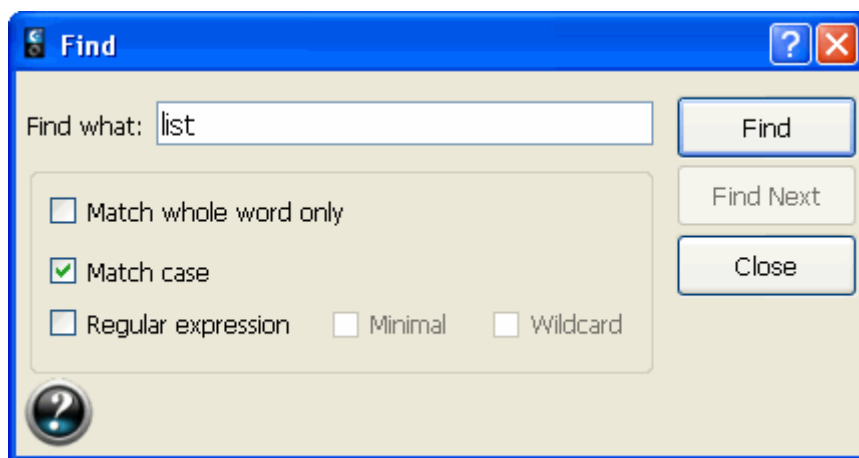 Find
Find what: list
Find
Match whole word only
Find Next
Match case
Close
Regular expression Minimal Wildcard